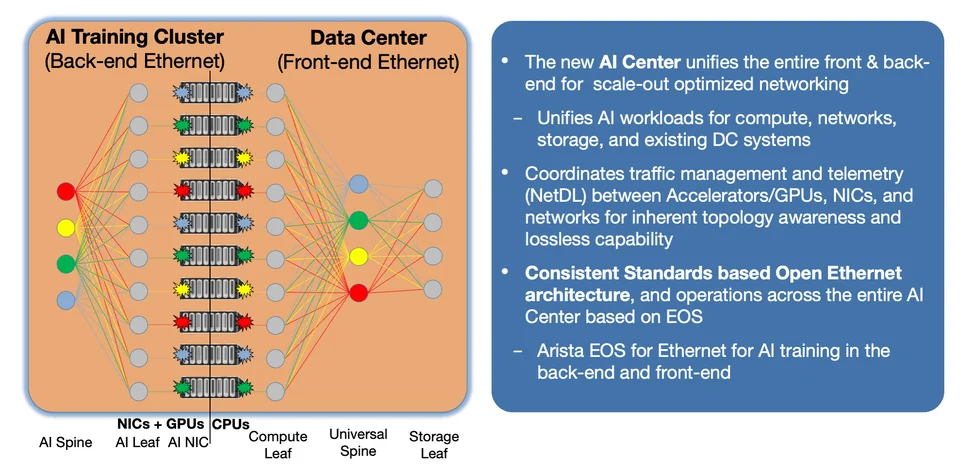 AI Training Cluster
(Back-end Ethernet)
Data Center
(Front-end Ethernet)
NICs + GPUs CPUs
AI Spine
AI Leaf
AI NIC
Compute
Leaf
Universal
Spine
Storage
Leaf
• The new AI Center unifies the entire front & back-
end for scale-out optimized networking
– Unifies AI workloads for compute, networks,
storage, and existing DC systems
• Coordinates traffic management and telemetry
(NetDL) between Accelerators/GPUs, NICs, and
networks for inherent topology awareness and
lossless capability
• Consistent Standards based Open Ethernet
architecture, and operations across the entire AI
Center based on EOS
– Arista EOS for Ethernet for AI training in the
back-end and front-end